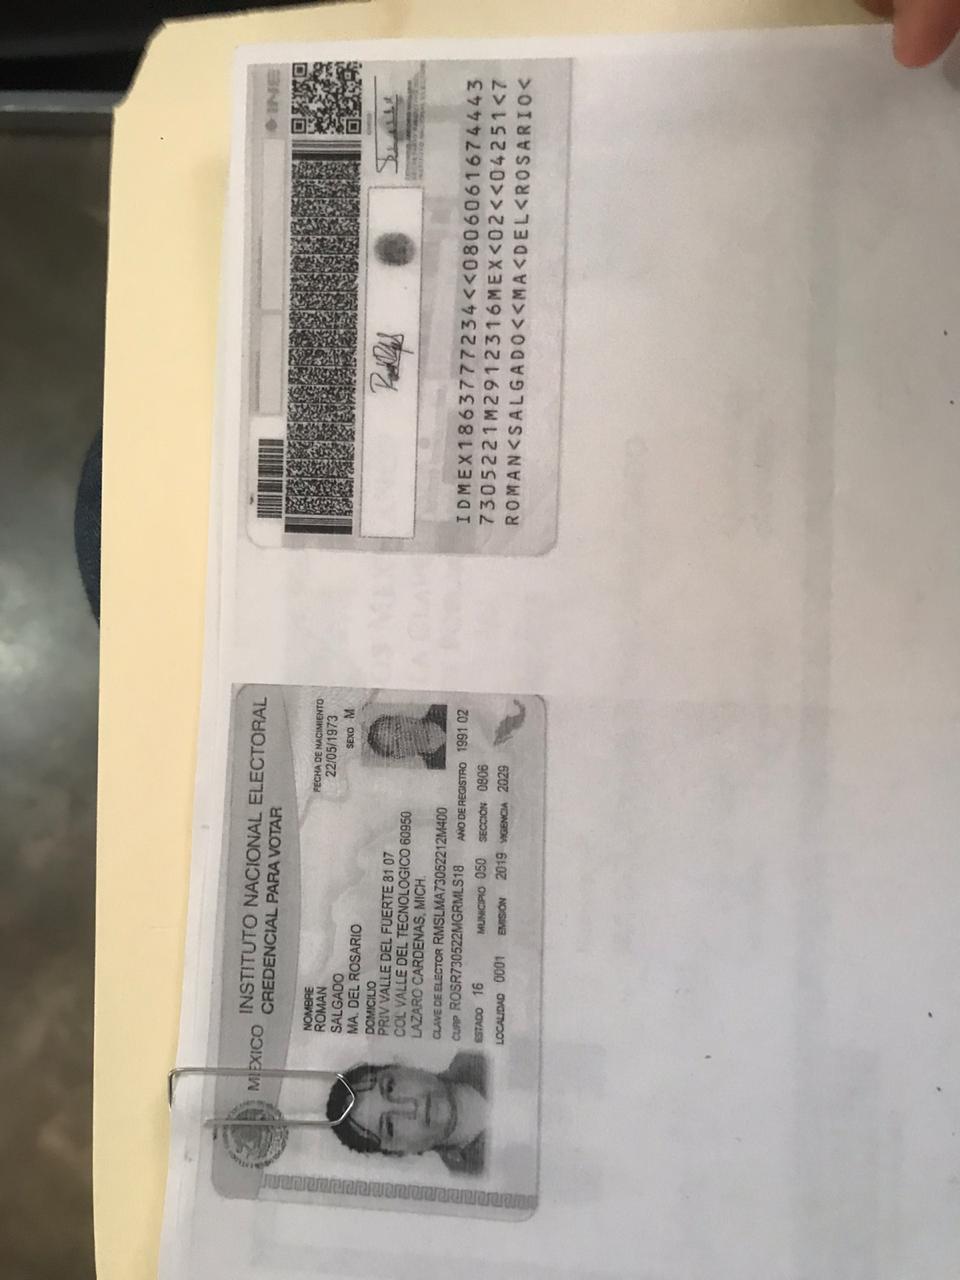 MÉXICO INSTITUTO NACIONAL ELECTORAL
CREDENCIAL PARA VOTAR
NOMBRE
ROMAN
SALGADO
MA. DEL ROSARIO
FECHA DE NACIMIENTO
22/05/1973
SEXO M
DOMICILIO
PRIV VALLE DEL FUERTE 81 07
COL VALLE DEL TECNOLOGICO 60950
LAZARO CARDENAS, MICH.
CLAVE DE ELECTOR RMSLMA73052212M400
CURP ROSR730522MGRMLS18 AÑO DE REGISTRO 1991 02
ESTADO 16 MUNICIPIO 050 SECCIÓN 0806
LOCALIDAD 0001 EMISIÓN 2019 VIGENCIA 2029
INE
IDMEX1863777234<<0806061674443
7305221M2912316MEX<02<<04251<7
ROMAN<SALGADO<<MA<DEL<ROSARIO<